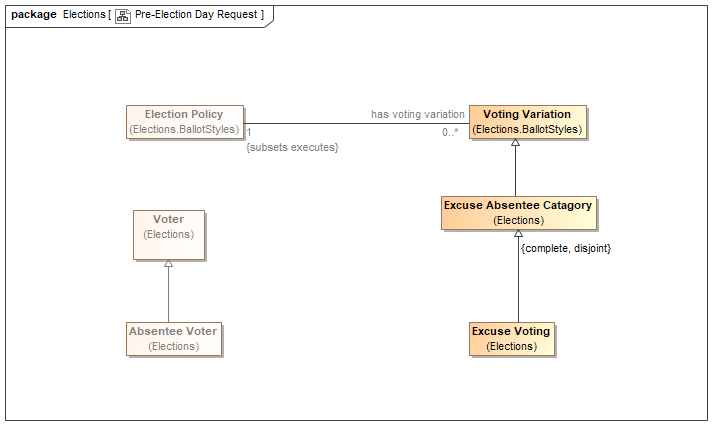 package Elections [ Pre-Election Day Request ]
Election Policy
(Elections.BallotStyles)
has voting variation
Voting Variation
(Elections.BallotStyles)
1
0..*
{subsets executes}
Excuse Absentee Catagory
(Elections)
Voter
(Elections)
{complete, disjoint}
Absentee Voter
(Elections)
Excuse Voting
(Elections)